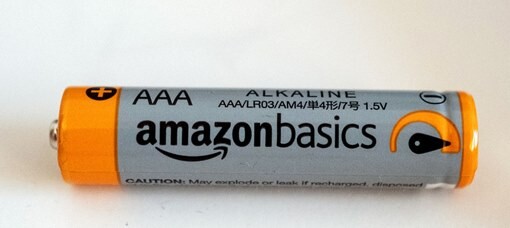 AAA
ALKALINE
AAA/LR03/AM4/単4形/7号 1.5V
amazonbasics
CAUTION: May explode or leak if recharged, disposed